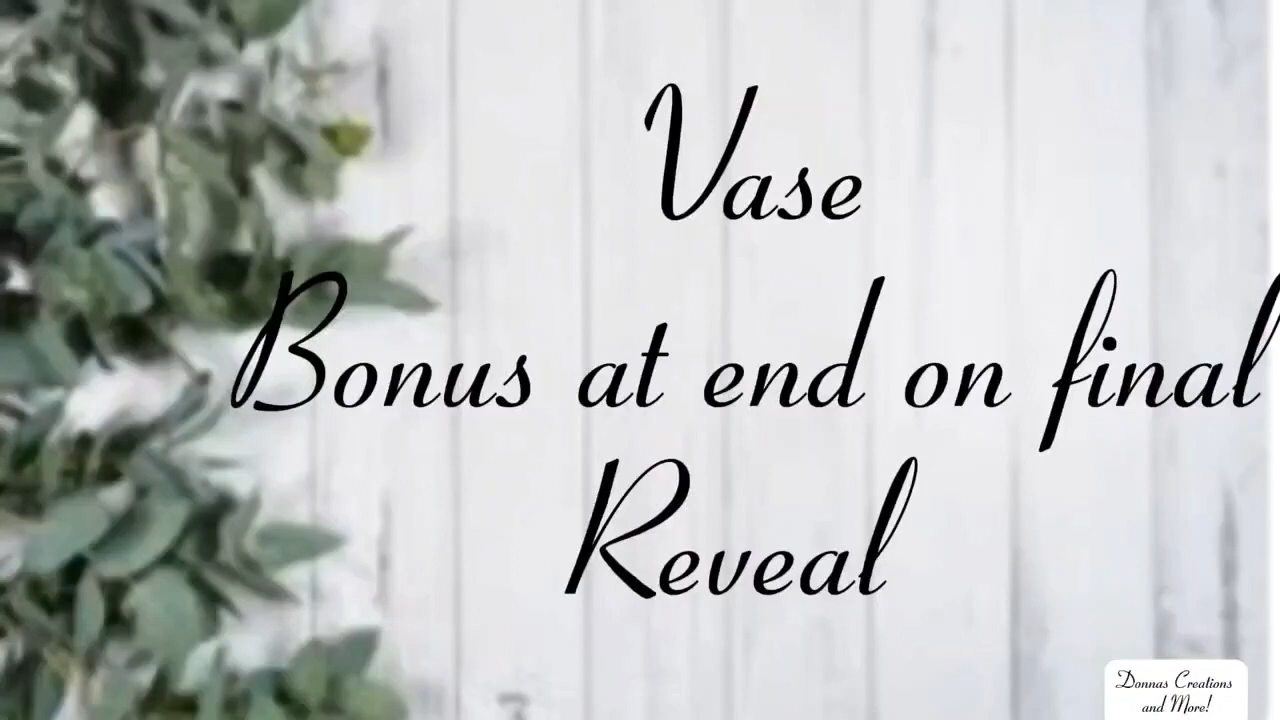 Vase
Bonus at end on final
Reveal
Donnas Creations
and More!